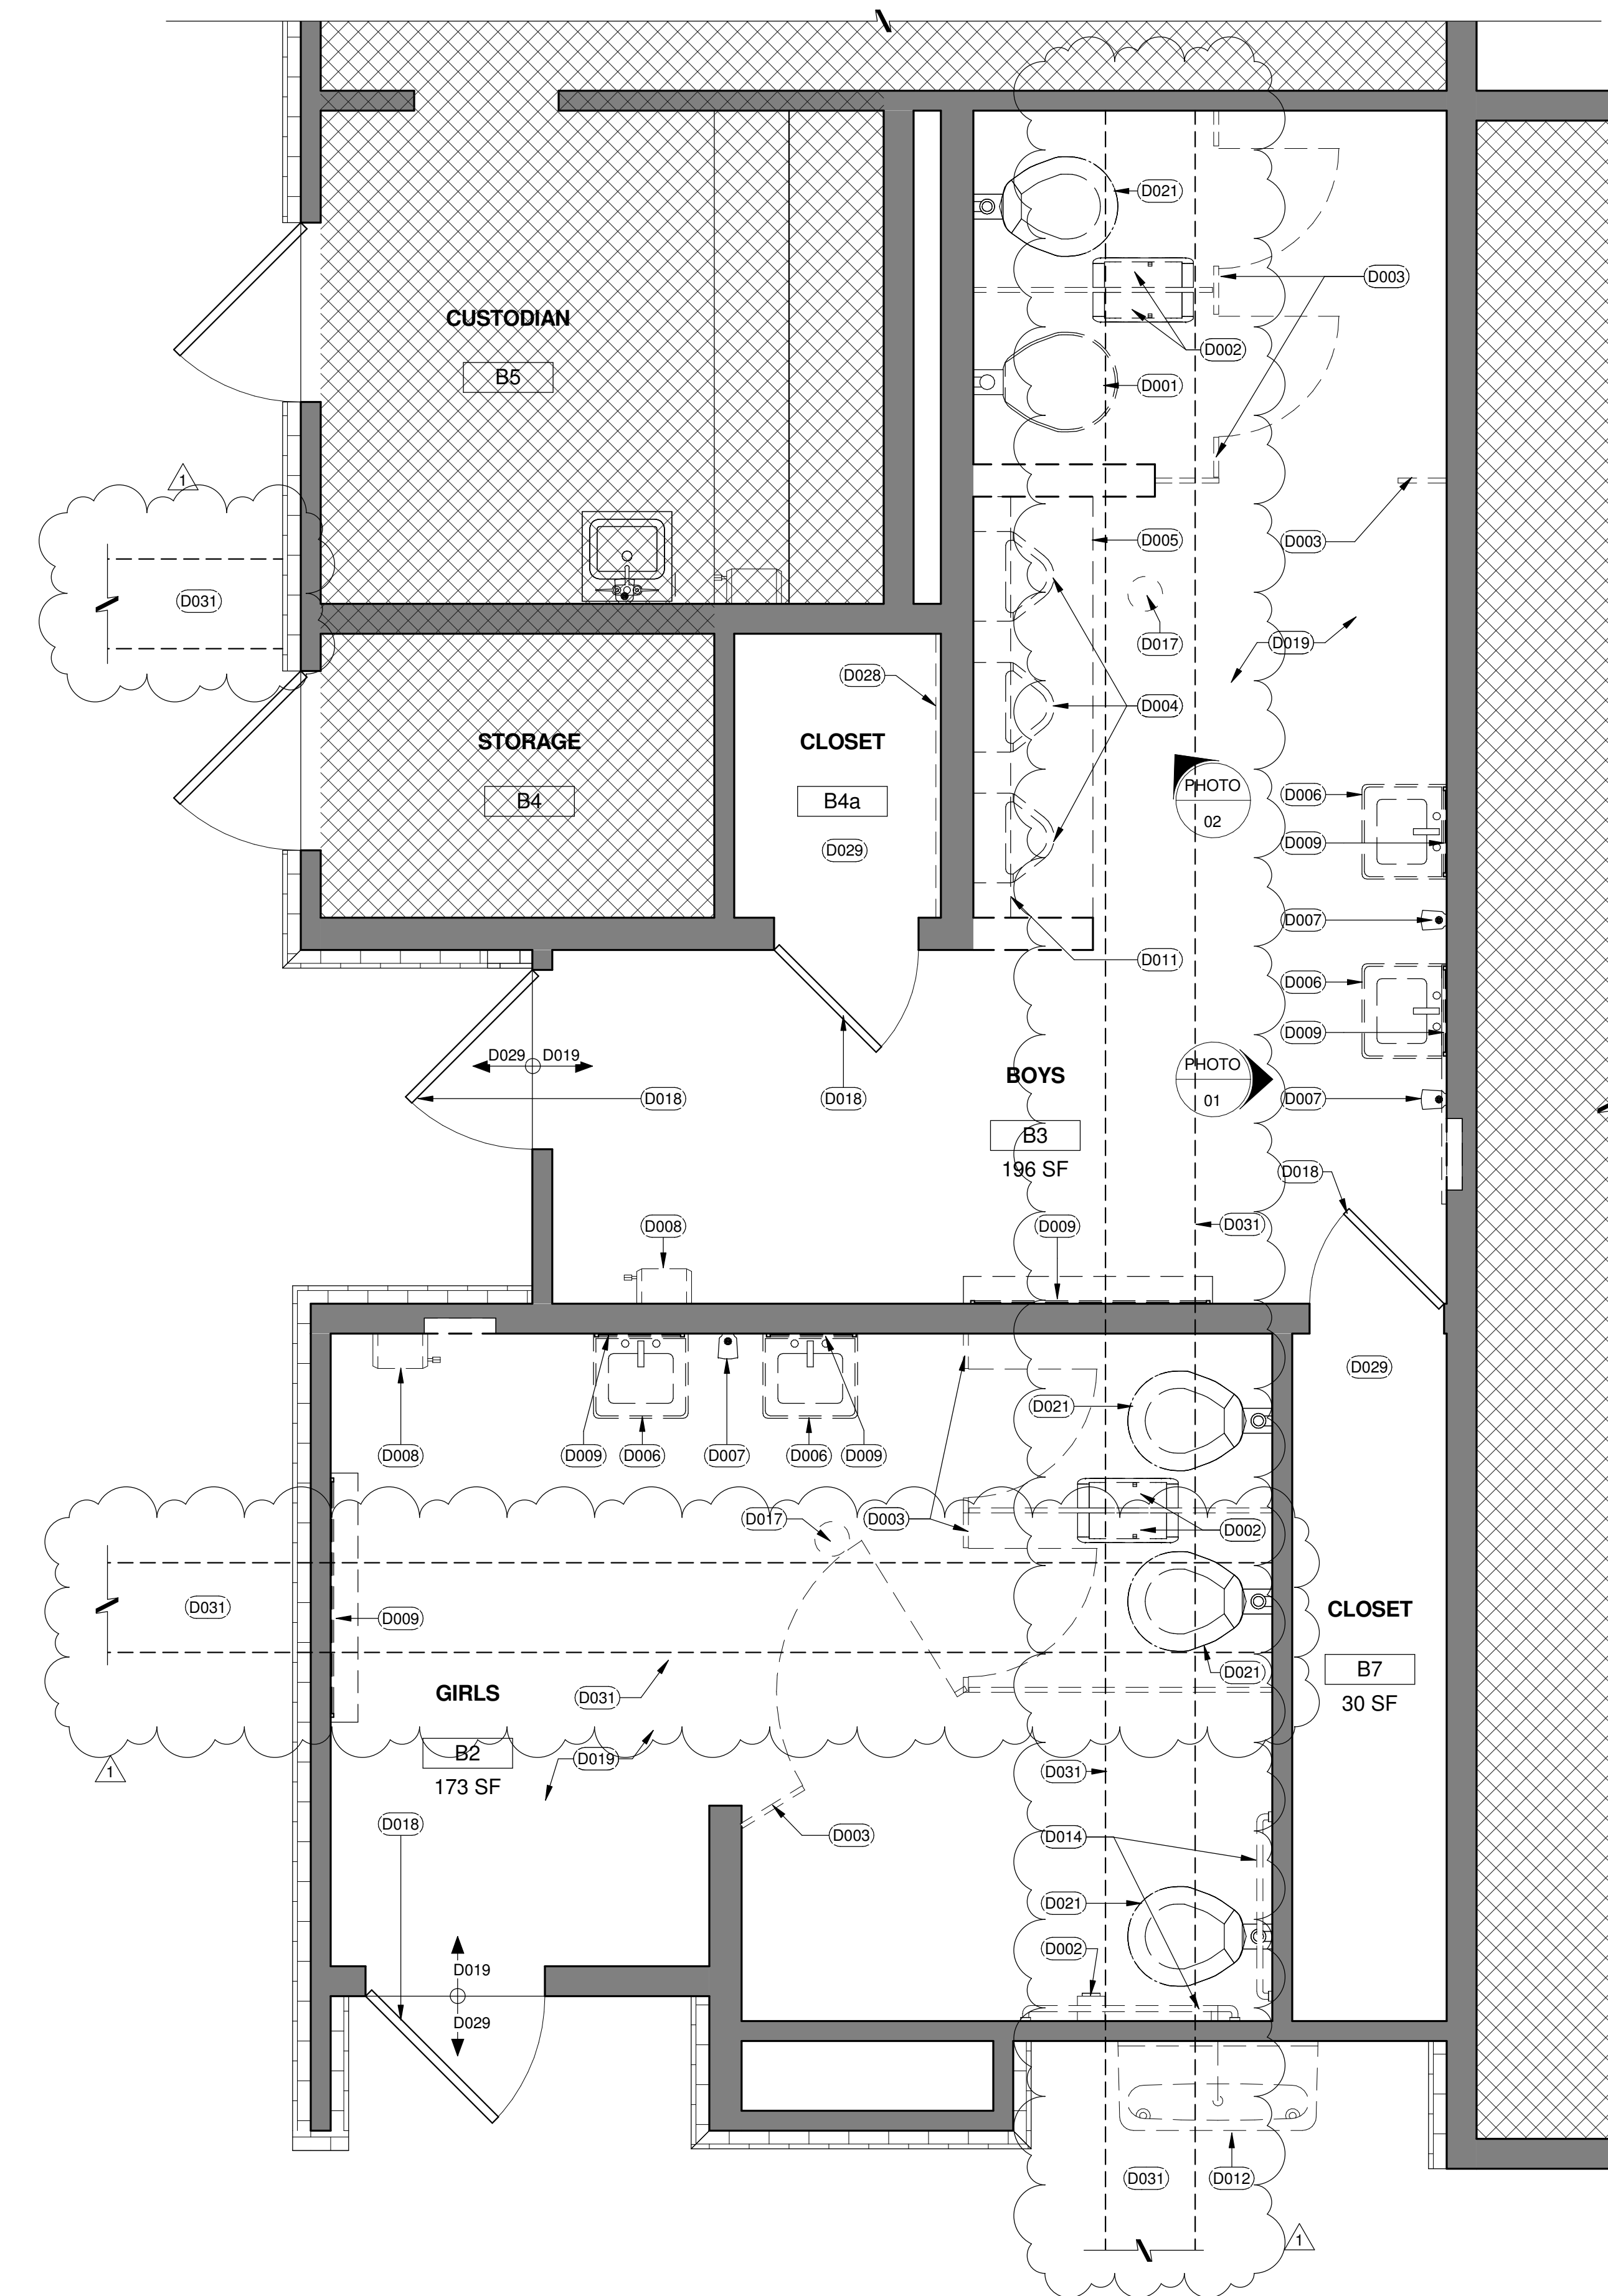 D021
D003
CUSTODIAN
D002
B5
D001
1
D005
D003
D031
D017
D019
D028
D004
STORAGE
CLOSET
PHOTO
02
D006
B4
B4a
D029
D009
D007
D011
D006
D009
D029
D019
BOYS
PHOTO
01
D018
D018
D007
B3
196 SF
D018
D008
D009
D031
D029
D021
D008
D009
D006
D007
D006
D009
D017
D003
D002
D031
D009
CLOSET
D021
B7
GIRLS
D031
30 SF
B2
D019
1
D031
173 SF
D018
D003
D014
D021
D002
D019
D029
D031
D012
1